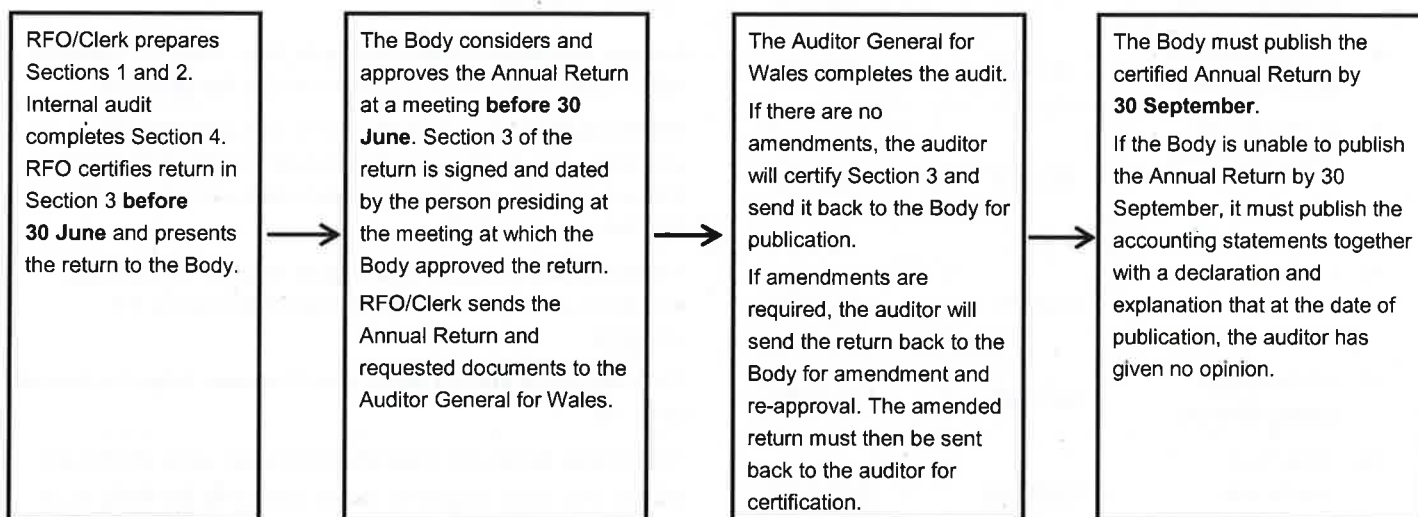 RFO/Clerk prepares
Sections 1 and 2.
Internal audit
completes Section 4.
RFO certifies return in
Section 3 before
30 June and presents
the return to the Body.
The Body considers and
approves the Annual Return
at a meeting before 30
June. Section 3 of the
return is signed and dated
by the person presiding at
the meeting at which the
Body approved the return.
RFO/Clerk sends the
Annual Return and
requested documents to the
Auditor General for Wales.
The Auditor General for
Wales completes the audit.
If there are no
amendments, the auditor
will certify Section 3 and
send it back to the Body for
publication.
If amendments are
required, the auditor will
send the return back to the
Body for amendment and
re-approval. The amended
return must then be sent
back to the auditor for
certification.
The Body must publish the
certified Annual Return by
30 September.
If the Body is unable to publish
the Annual Return by 30
September, it must publish the
accounting statements together
with a declaration and
explanation that at the date of
publication, the auditor has
given no opinion.